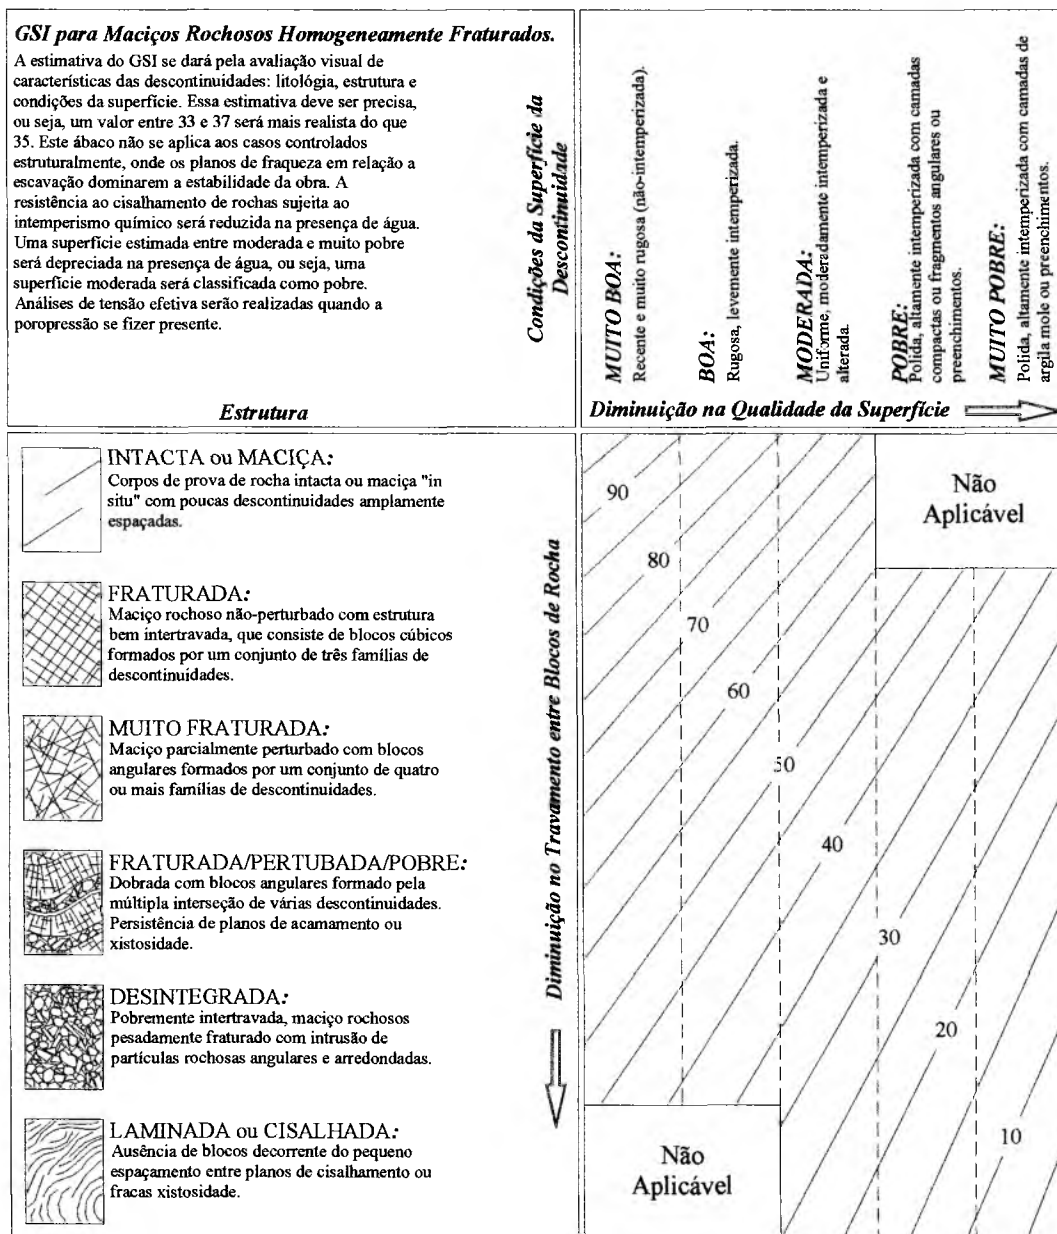 GSI para Maciços Rochosos Homogeneamente Fraturados.
A estimativa do GSI se dará pela avaliação visual de
características das descontinuidades: litológia, estrutura e
condições da superfície. Essa estimativa deve ser precisa,
ou seja, um valor entre 33 e 37 será mais realista do que
35. Este ábaco não se aplica aos casos controlados
estruturalmente, onde os planos de fraqueza em relação a
escavação dominarem a estabilidade da obra. A
resistência ao cisalhamento de rochas sujeita ao
intemperismo químico será reduzida na presença de água.
Uma superfície estimada entre moderada e muito pobre
será depreciada na presença de água, ou seja, uma
superfície moderada será classificada como pobre.
Análises de tensão efetiva serão realizadas quando a
poropressão se fizer presente.
Estrutura
Condições da Superfície da
Descontinuidade
MUITO BOA:
Recente e muito rugosa (não-intemperizada).
BOA:
Rugosa, levemente intemperizada.
MODERADA:
Uniforme, moderadamente intemperizada e
alterada.
POBRE:
Polida, altamente intemperizada com camadas
compactas ou fragmentos angulares ou
preenchimentos.
MUITO POBRE:
Polida, altamente intemperizada com camadas de
argila mole ou preenchimentos.
Diminuição na Qualidade da Superfície
INTACTA ou MACIÇA:
Corpos de prova de rocha intacta ou maciça "in
situ" com poucas descontinuidades amplamente
espaçadas.
FRATURADA:
Maciço rochoso não-perturbado com estrutura
bem intertravada, que consiste de blocos cúbicos
formados por um conjunto de três famílias de
descontinuidades.
MUITO FRATURADA:
Maciço parcialmente perturbado com blocos
angulares formados por um conjunto de quatro
ou mais famílias de descontinuidades.
FRATURADA/PERTUBADA/POBRE:
Dobrada com blocos angulares formado pela
múltipla interseção de várias descontinuidades.
Persistência de planos de acamamento ou
xistosidade.
DESINTEGRADA:
Pobremente intertravada, maciço rochosos
pesadamente fraturado com intrusão de
partículas rochosas angulares e arredondadas.
LAMINADA ou CISALHADA:
Ausência de blocos decorrente do pequeno
espaçamento entre planos de cisalhamento ou
fracas xistosidade.
Diminuição no Travamento entre Blocos de Rocha
Não
Aplicável
90
80
70
60
50
40
30
20
10
Não
Aplicável